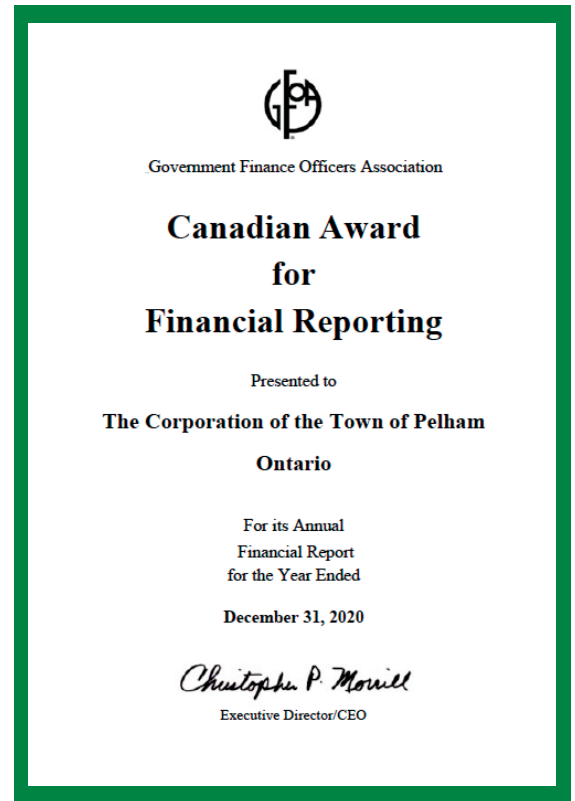 GFOA
Government Finance Officers Association
Canadian Award
for
Financial Reporting
Presented to
The Corporation of the Town of Pelham
Ontario
For its Annual
Financial Report
for the Year Ended
December 31, 2020
Christopher P. Morrill
Executive Director/CEO